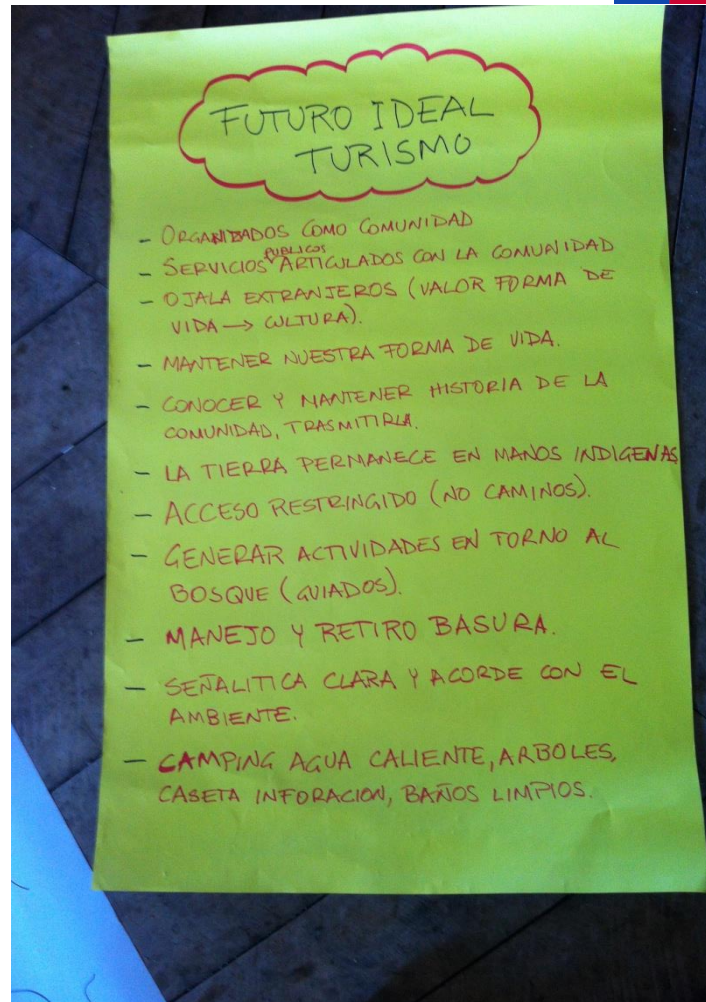 FUTURO IDEAL
TURISMO
- ORGANIZADOS COMO COMUNIDAD
- SERVICIOS PUBLICOS ARTICULADOS CON LA COMUNIDAD
- OJALA EXTRANJEROS (VALOR FORMA DE
VIDA → CULTURA).
- MANTENER NUESTRA FORMA DE VIDA.
- CONOCER Y MANTENER HISTORIA DE LA
COMUNIDAD, TRASMITIRLA.
- LA TIERRA PERMANECE EN MANOS INDIGENAS
- ACCESO RESTRINGIDO (NO CAMINOS).
- GENERAR ACTIVIDADES EN TORNO AL
BOSQUE (GUIADOS).
- MANEJO Y RETIRO BASURA.
- SEÑALITICA CLARA Y ACORDE CON EL
AMBIENTE.
- CAMPING AGUA CALIENTE, ARBOLES,
CASETA INFORACION, BAÑOS LIMPIOS.